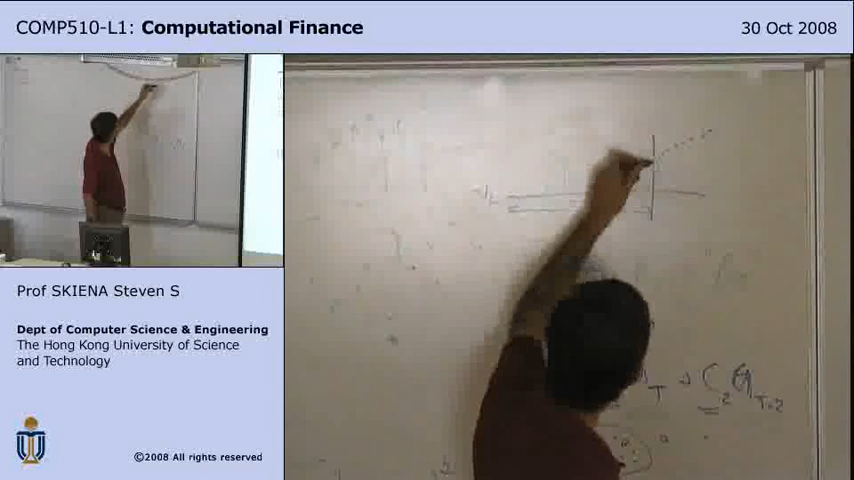 COMP510-L1: Computational Finance
30 Oct 2008
Prof SKIENA Steven S
Dept of Computer Science & Engineering
The Hong Kong University of Science
and Technology
©2008 All rights reserved